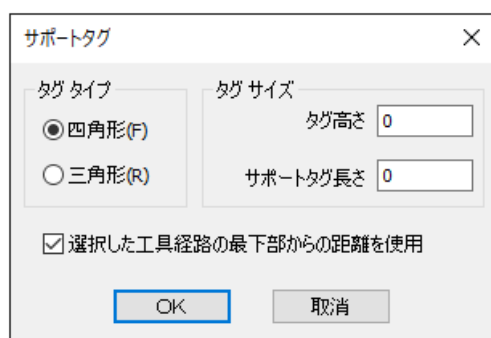 サポートタグ
タグ タイプ
四角形(F)
三角形(R)
タグ サイズ
タグ高さ 0
サポートタグ長さ 0
選択した工具経路の最下部からの距離を使用
OK
取消